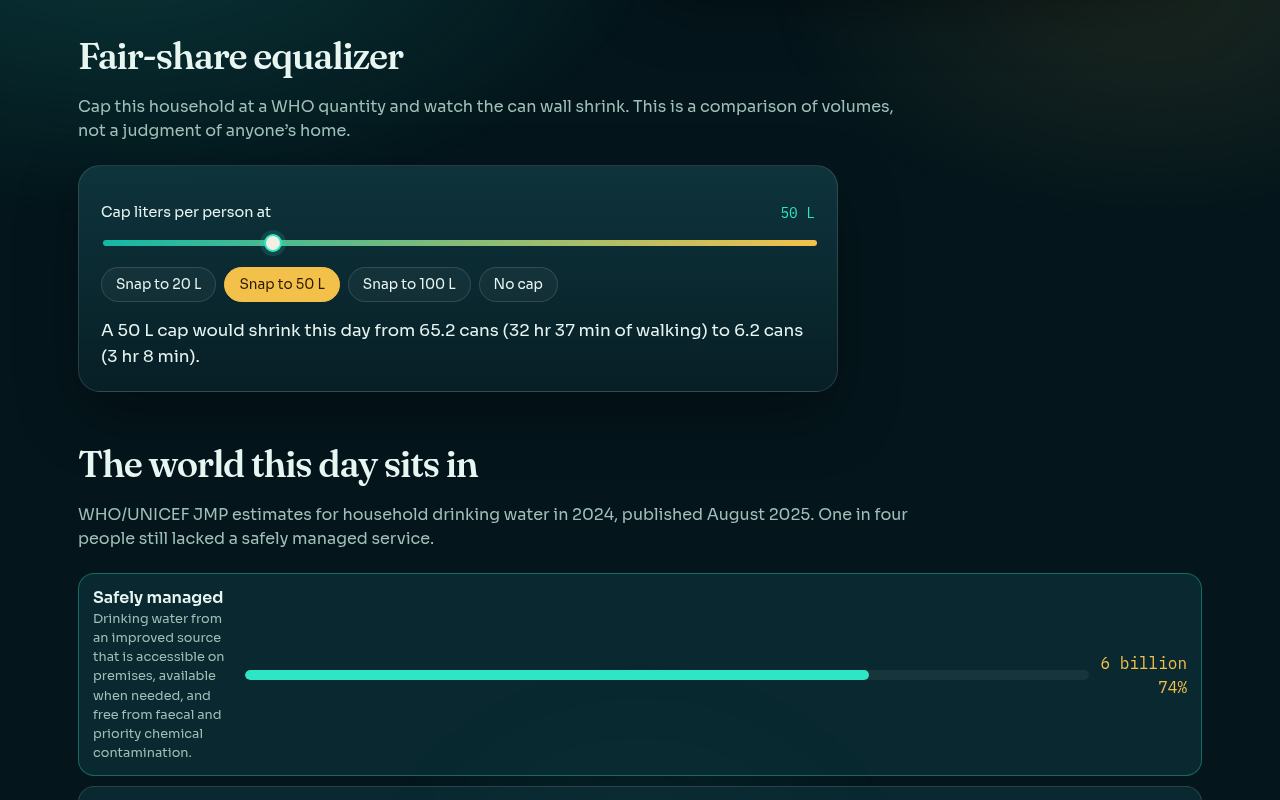 Fair-share equalizer
Cap this household at a WHO quantity and watch the can wall shrink. This is a comparison of volumes,
not a judgment of anyone’s home.
Cap liters per person at
50 L
Snap to 20 L
Snap to 50 L
Snap to 100 L
No cap
A 50 L cap would shrink this day from 65.2 cans (32 hr 37 min of walking) to 6.2 cans
(3 hr 8 min).
The world this day sits in
WHO/UNICEF JMP estimates for household drinking water in 2024, published August 2025. One in four
people still lacked a safely managed service.
Safely managed
Drinking water from
an improved source
that is accessible on
premises, available
when needed, and
free from faecal and
priority chemical
contamination.
6 billion
74%